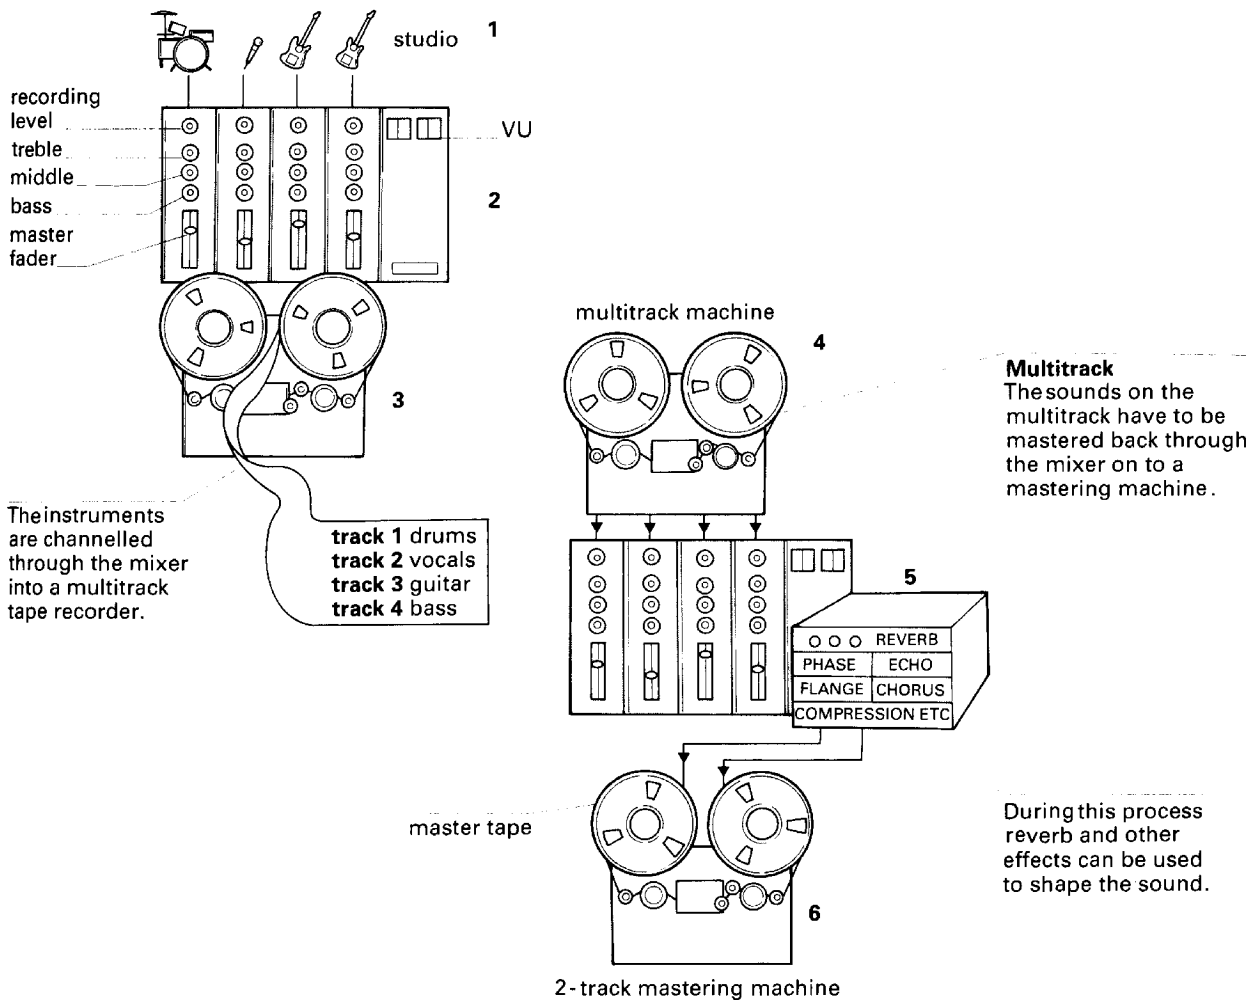 studio 1
recording
level
treble
middle
bass
master
fader
VU
2
3
The instruments
are channelled
through the mixer
into a multitrack
tape recorder.
track 1 drums
track 2 vocals
track 3 guitar
track 4 bass
multitrack machine
4
Multitrack
The sounds on the
multitrack have to be
mastered back through
the mixer on to a
mastering machine.
5
REVERB
PHASE ECHO
FLANGE CHORUS
COMPRESSION ETC
master tape
6
2-track mastering machine
During this process
reverb and other
effects can be used
to shape the sound.